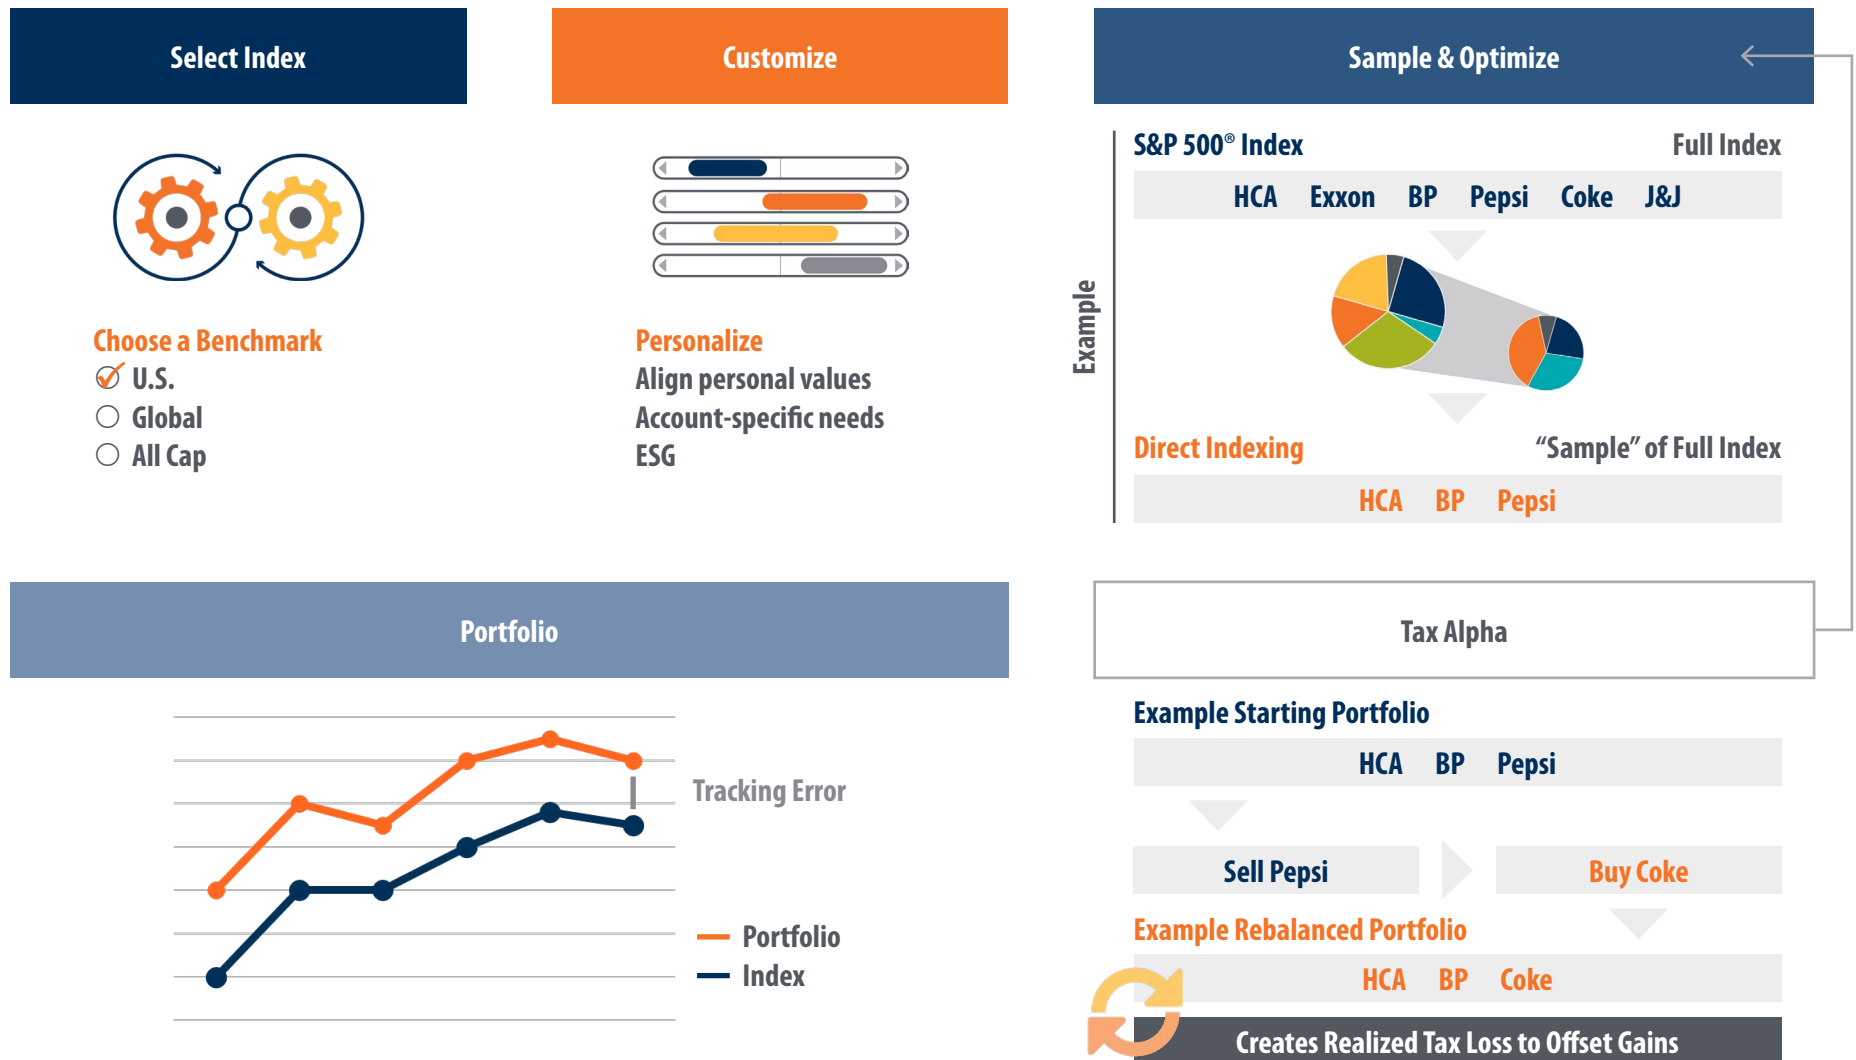 Select Index
Choose a Benchmark
U.S.
Global
All Cap
Customize
Personalize
Align personal values
Account-specific needs
ESG
Sample & Optimize
Example
S&P 500® Index Full Index
HCA Exxon BP Pepsi Coke J&J
Direct Indexing “Sample” of Full Index
HCA BP Pepsi
Portfolio
Tracking Error
Portfolio
Index
Tax Alpha
Example Starting Portfolio
HCA BP Pepsi
Sell Pepsi Buy Coke
Example Rebalanced Portfolio
HCA BP Coke
Creates Realized Tax Loss to Offset Gains